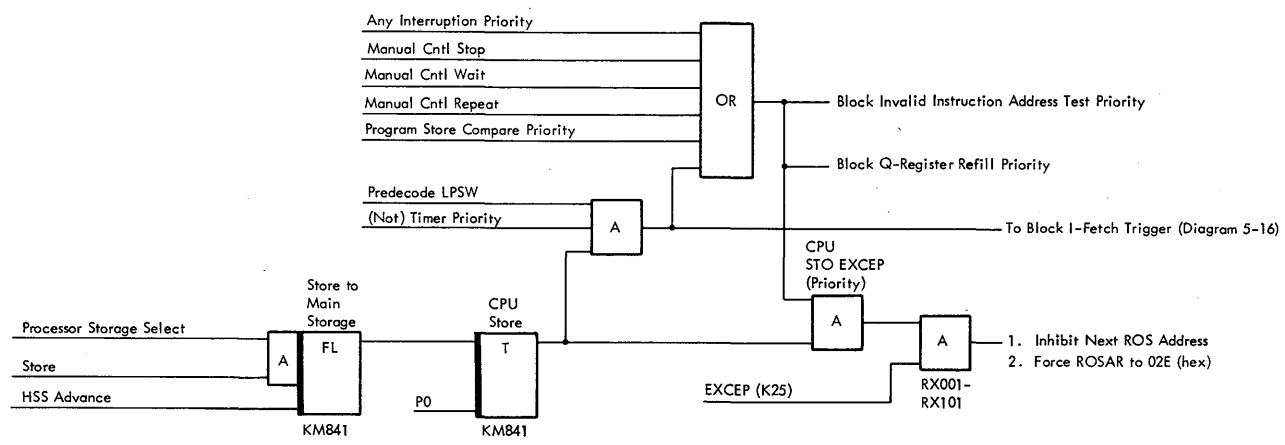 Any Interruption Priority
Manual Cntl Stop
Manual Cntl Wait
Manual Cntl Repeat
Program Store Compare Priority
OR
Block Invalid Instruction Address Test Priority
Block Q-Register Refill Priority
Predecode LPSW
(Not) Timer Priority
A
To Block I-Fetch Trigger (Diagram 5-16)
CPU
STO EXCEP
(Priority)
A
Store to
Main
Storage
CPU
Store
Processor Storage Select
Store
HSS Advance
A
FL
KM841
P0
T
KM841
EXCEP (K25)
A
RX001-
RX101
1. Inhibit Next ROS Address
2. Force ROSAR to 02E (hex)